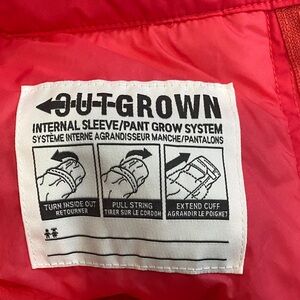 OUTGROWN
INTERNAL SLEEVE/PANT GROW SYSTEM
SYSTÈME INTERNE AGRANDISSEUR MANCHE/PANTALONS
TURN INSIDE OUT
RETOURNER
PULL STRING
TIRER SUR LE CORDON
EXTEND CUFF
AGRANDIR LE POIGNET